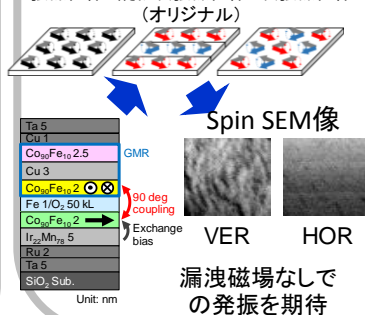 (オリジナル)
Spin SEM像
Ta 5
Cu 1
Co90Fe10 2.5
GMR
Cu 3
Co90Fe10 2
90 deg
coupling
Fe 1/O2 50 kL
Co90Fe10 2
Exchange
bias
Ir22Mn78 5
Ru 2
Ta 5
SiO2 Sub.
Unit: nm
VER
HOR
漏洩磁場なしで
の発振を期待